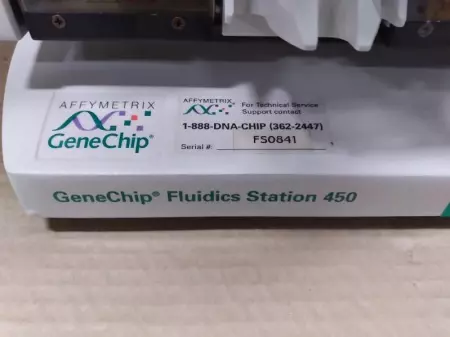 AFFYMETRIX
GeneChip®
AFFYMETRIX
For Technical Service
Support contact
1-888-DNA-CHIP (362-2447)
Serial#: FS0841
GeneChip® Fluidics Station 450